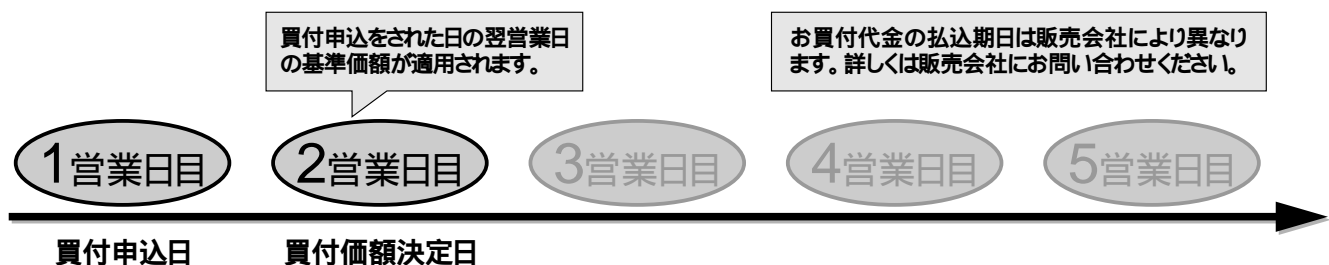 買付申込をされた日の翌営業日
の基準価額が適用されます。
お買付代金の払込期日は販売会社により異なり
ます。詳しくは販売会社にお問い合わせください。
1営業日目
2営業日目
3営業日目
4営業日目
5営業日目
買付申込日
買付価額決定日